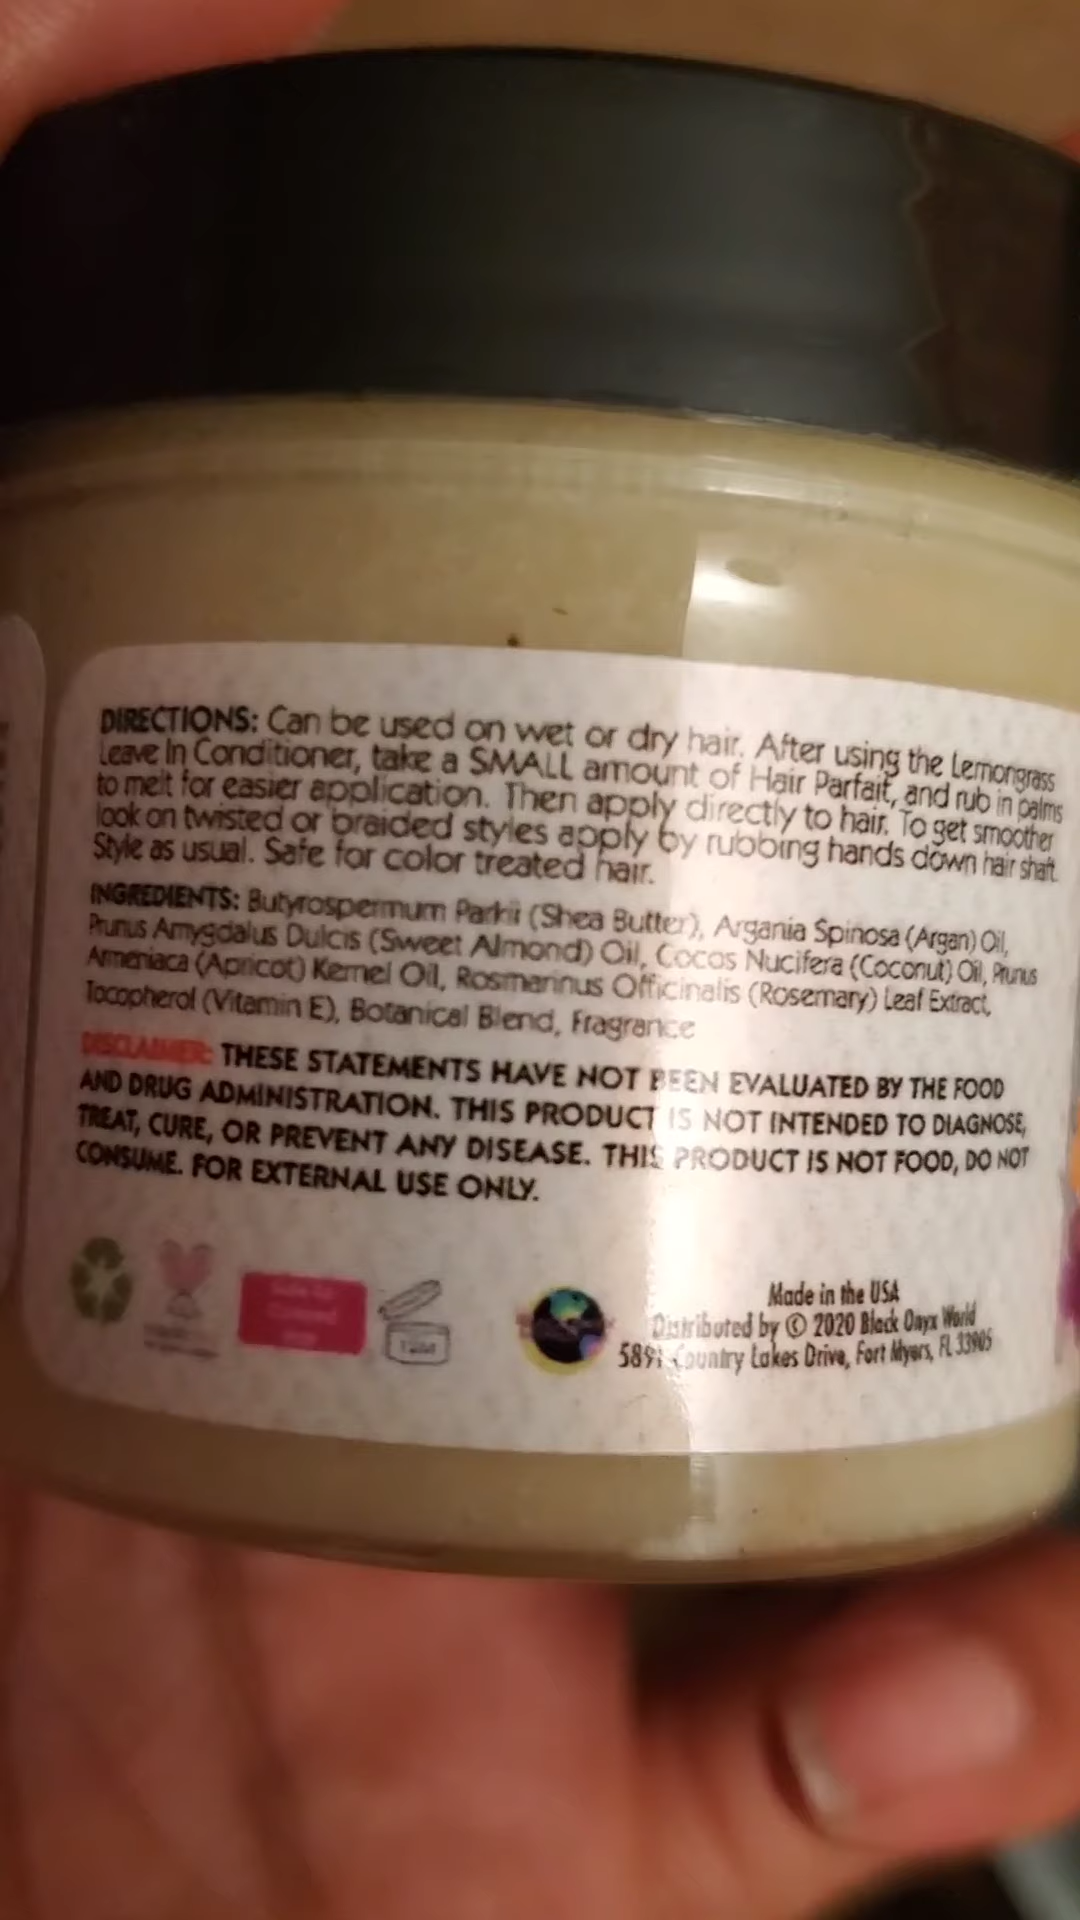 DIRECTIONS: Can be used on wet or dry hair. After using the Lemongrass
Leave In Conditioner, take a SMALL amount of Hair Parfait, and rub in palms
to melt for easier application. Then apply directly to hair. To get smoother
look on twisted or braided styles apply by rubbing hands down hair shaft.
Style as usual. Safe for color treated hair.
INGREDIENTS: Butyrospermum Parkii (Shea Butter), Argania Spinosa (Argan) Oil,
Prunus Amygdalus Dulcis (Sweet Almond) Oil, Cocos Nucifera (Coconut) Oil, Prunus
Armeniaca (Apricot) Kernel Oil, Rosmarinus Officinalis (Rosemary) Leaf Extract,
Tocopherol (Vitamin E), Botanical Blend, Fragrance
DISCLAIMER: THESE STATEMENTS HAVE NOT BEEN EVALUATED BY THE FOOD
AND DRUG ADMINISTRATION. THIS PRODUCT IS NOT INTENDED TO DIAGNOSE,
TREAT, CURE, OR PREVENT ANY DISEASE. THIS PRODUCT IS NOT FOOD, DO NOT
CONSUME. FOR EXTERNAL USE ONLY.
12M
Made in the USA
Distributed by © 2020 Black Onyx World
5891 Country Lakes Drive, Fort Myers, FL 33905